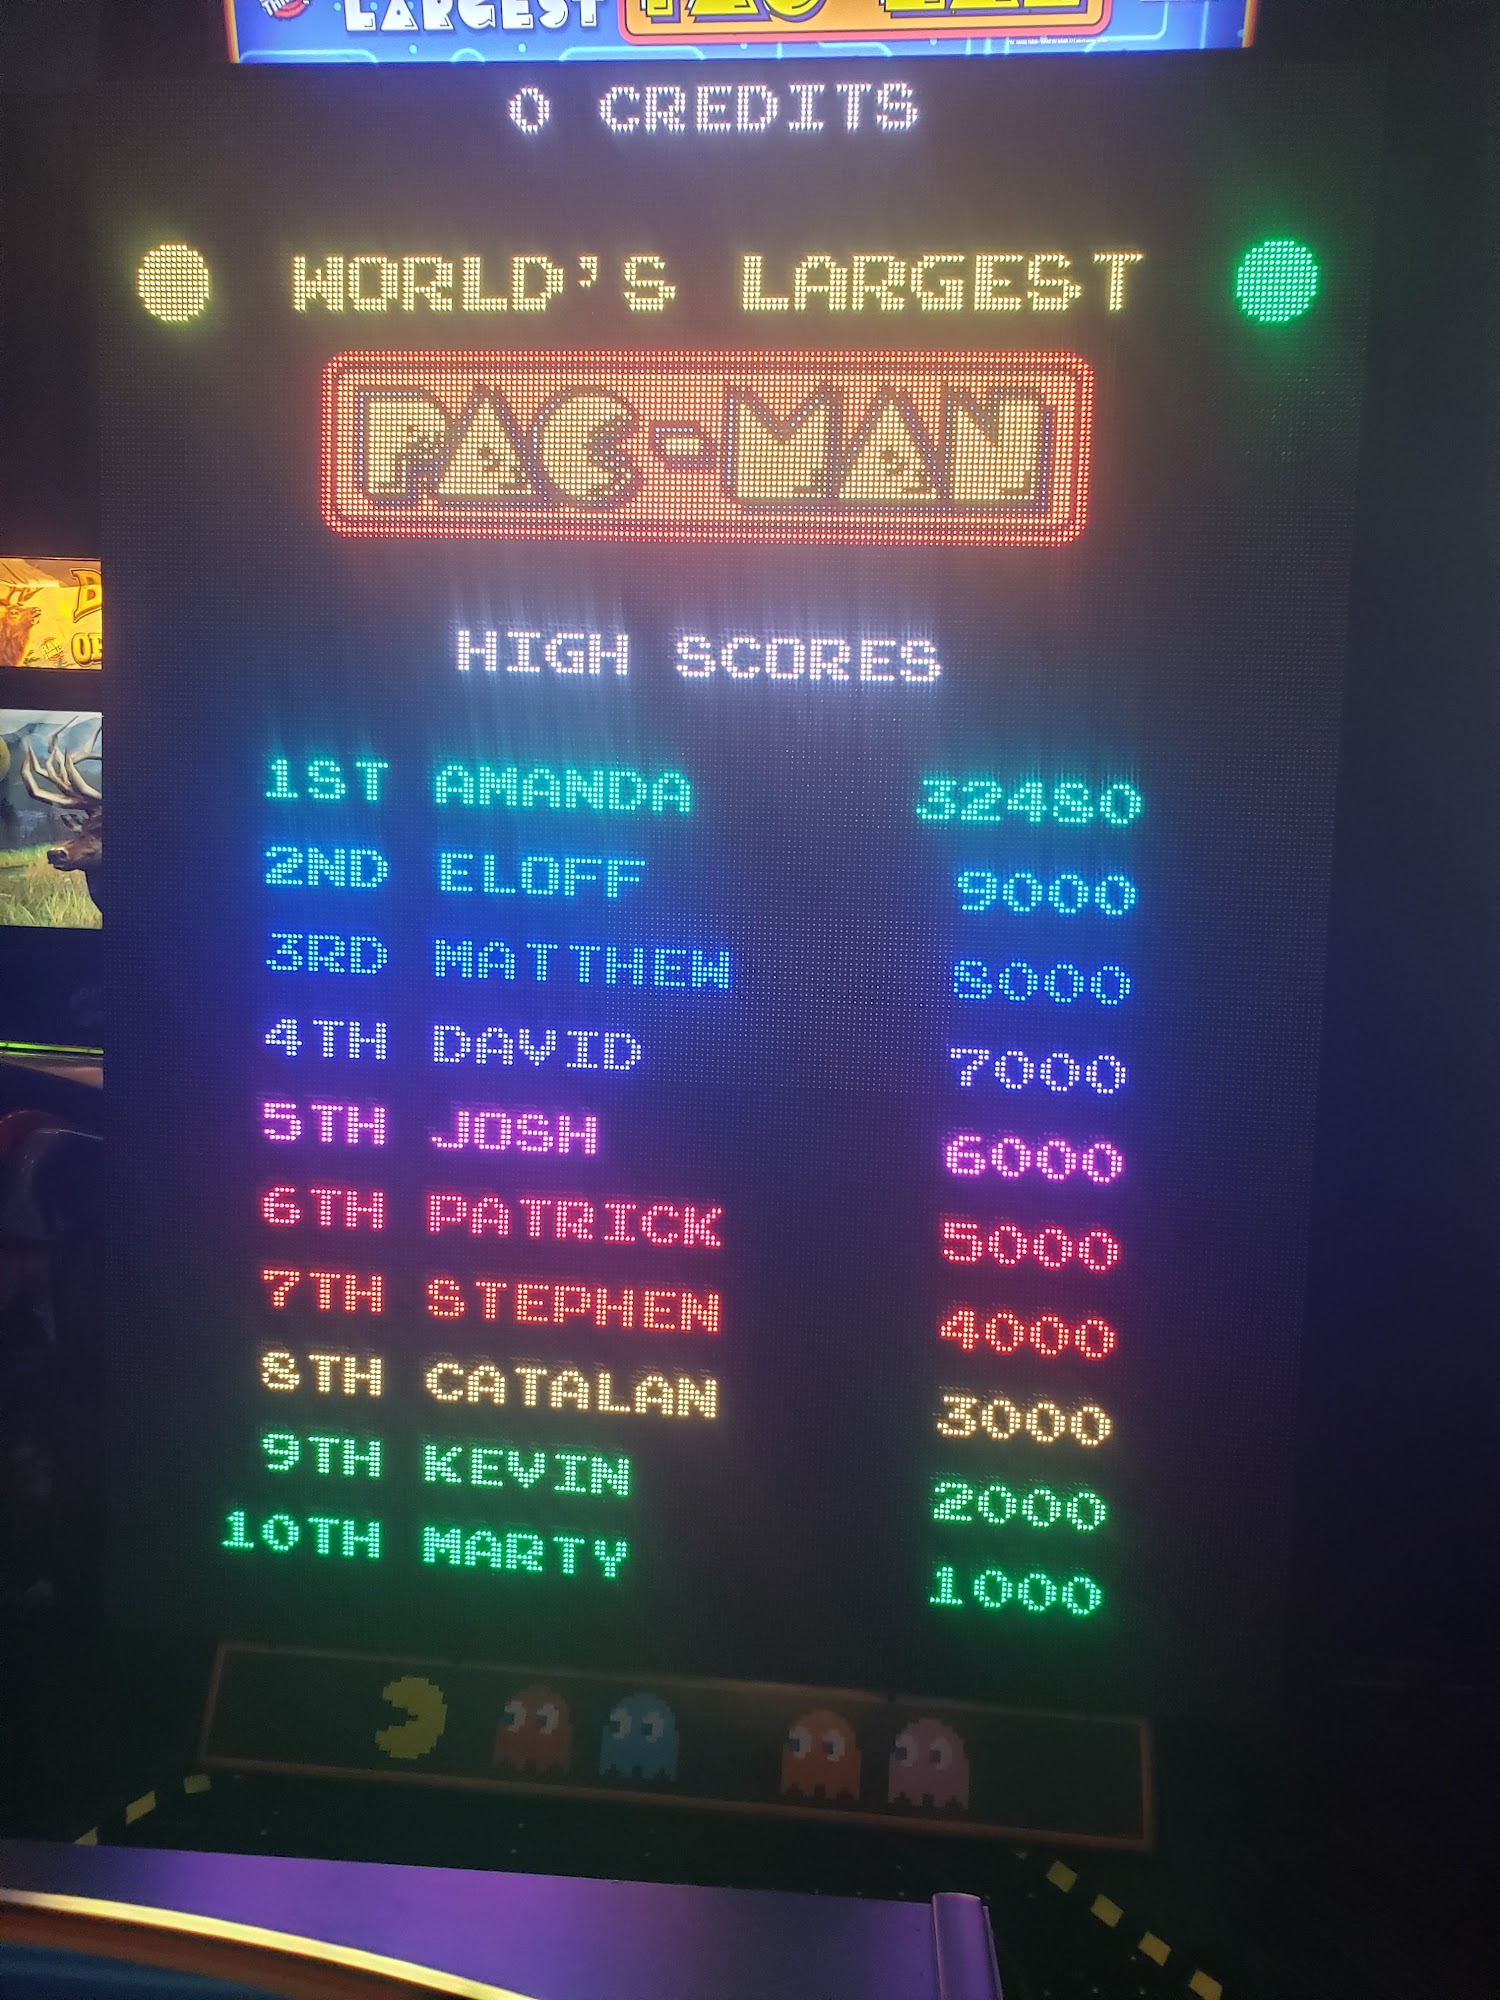 LARGEST
0 CREDITS
WORLD'S LARGEST
PAC-MAN
HIGH SCORES
1ST AMANDA 32480
2ND ELOFF 9000
3RD MATTHEW 8000
4TH DAVID 7000
5TH JOSH 6000
6TH PATRICK 5000
7TH STEPHEN 4000
8TH CATALAN 3000
9TH KEVIN 2000
10TH MARTY 1000